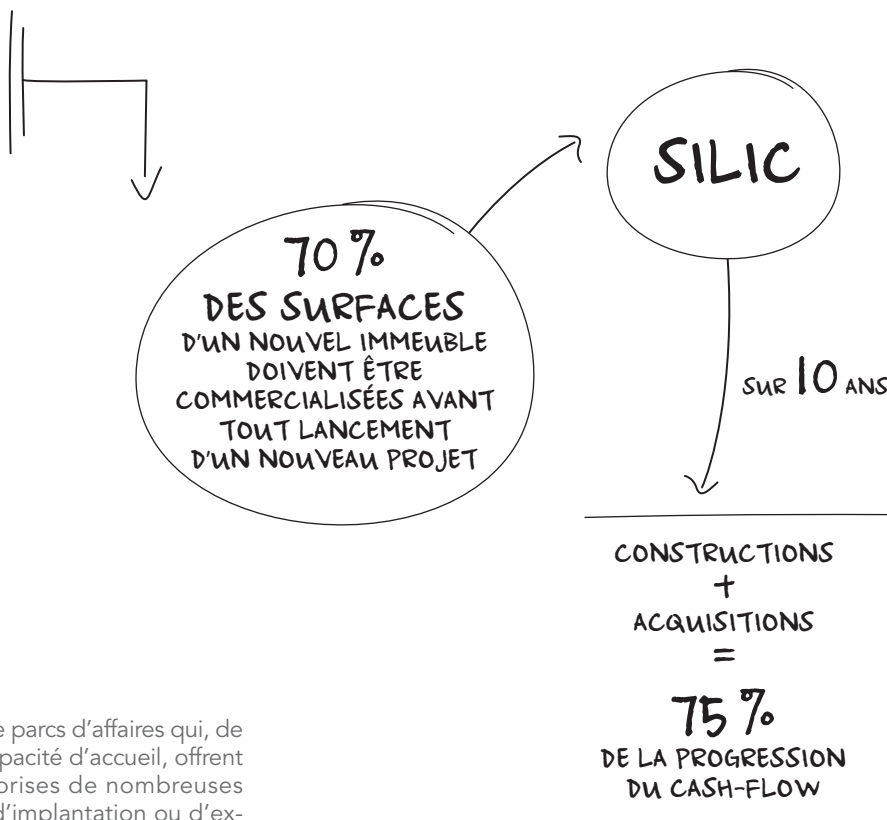 SILIC
70 %
DES SURFACES
D'UN NOUVEL IMMEUBLE
DOIVENT ÊTRE
COMMERCIALISÉES AVANT
TOUT LANCEMENT
D'UN NOUVEAU PROJET
SUR 10 ANS
CONSTRUCTIONS
+
ACQUISITIONS
=
75 %
DE LA PROGRESSION
DU CASH-FLOW
parcs d'affaires qui, de
d'accueil, offrent
de nombreuses
d'implantation ou d'ex-